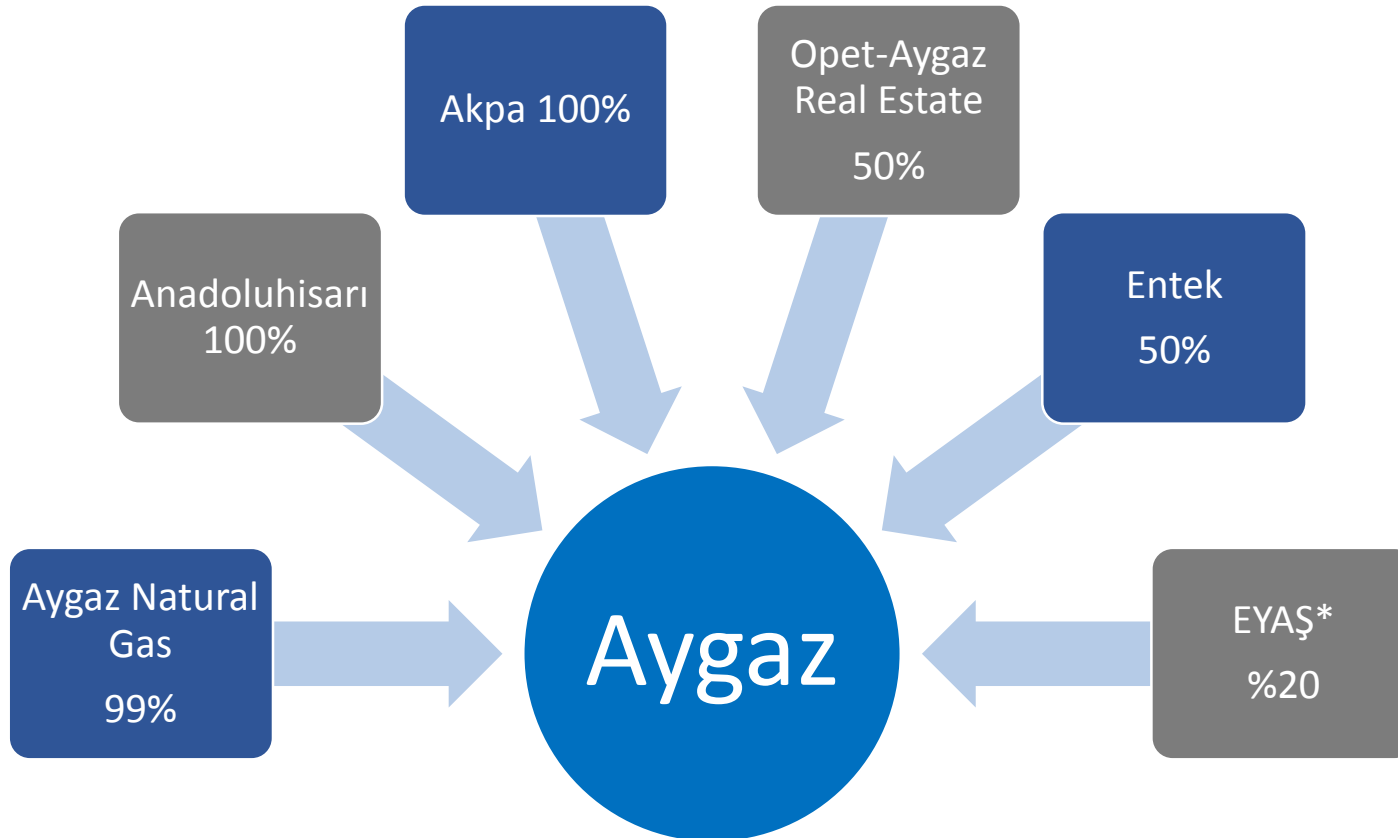 Opet-Aygaz
Real Estate
50%
Akpa 100%
Anadoluhisarı
100%
Entek
50%
Aygaz Natural
Gas
99%
Aygaz
EYAŞ*
%20